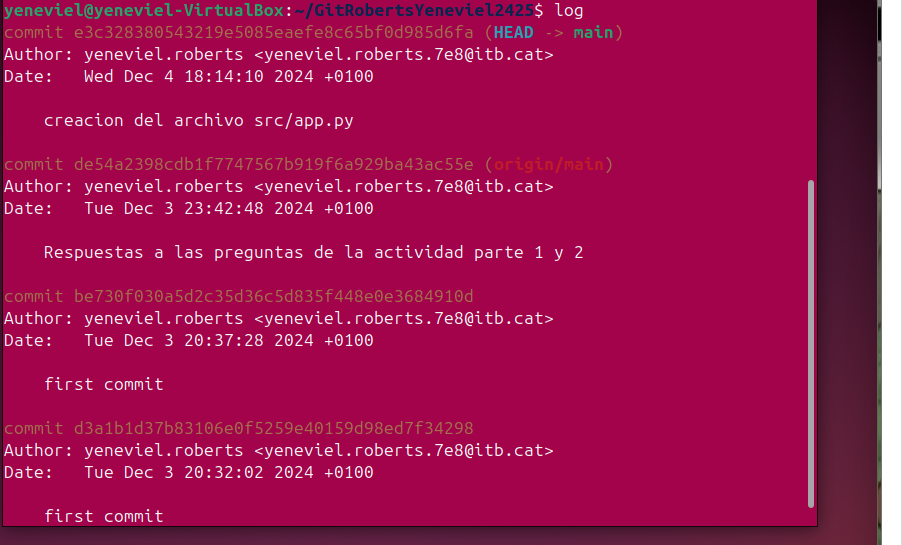 yeneviel@yeneviel-VirtualBox:~/GitRobertsYeneviel2425$ log
commit e3c328380543219e5085eaefe8c65bf0d985d6fa (HEAD -> main)
Author: yeneviel.roberts <yeneviel.roberts.7e8@itb.cat>
Date:   Wed Dec 4 18:14:10 2024 +0100
    creacion del archivo src/app.py
commit de54a2398cdb1f7747567b919f6a929ba43ac55e (origin/main)
Author: yeneviel.roberts <yeneviel.roberts.7e8@itb.cat>
Date:   Tue Dec 3 23:42:48 2024 +0100
    Respuestas a las preguntas de la actividad parte 1 y 2
commit be730f030a5d2c35d36c5d835f448e0e3684910d
Author: yeneviel.roberts <yeneviel.roberts.7e8@itb.cat>
Date:   Tue Dec 3 20:37:28 2024 +0100
    first commit
commit d3a1b1d37b83106e0f5259e40159d98ed7f34298
Author: yeneviel.roberts <yeneviel.roberts.7e8@itb.cat>
Date:   Tue Dec 3 20:32:02 2024 +0100
    first commit